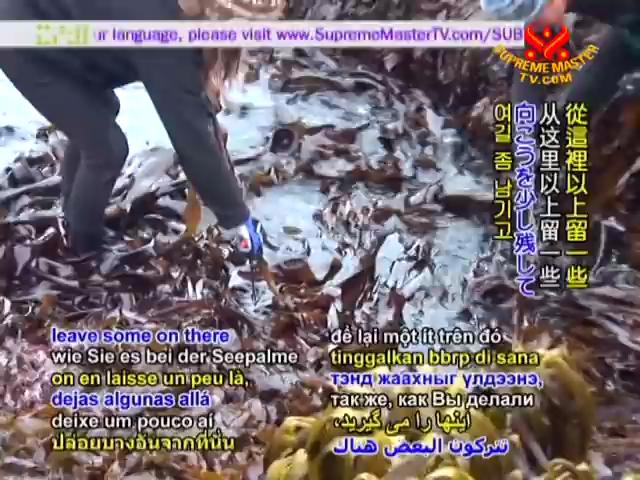 ur language, please visit www.SupremeMasterTV.com/SUB
SUPREME MASTER
TV.COM
從這裡以上留一些
从这里以上留一些
向こうを少し残して
여길 좀 남기고
leave some on there
wie Sie es bei der Seepalme
on en laisse un peu là,
dejas algunas allá
deixe um pouco aí
ปล่อยบางอันจากที่นั่น
để lại một ít trên đó
tinggalkan bbrp di sana
тэнд жаахныг үлдээнэ,
так же, как Вы делали
اینها را می گیرید،
تتركون البعض هناك